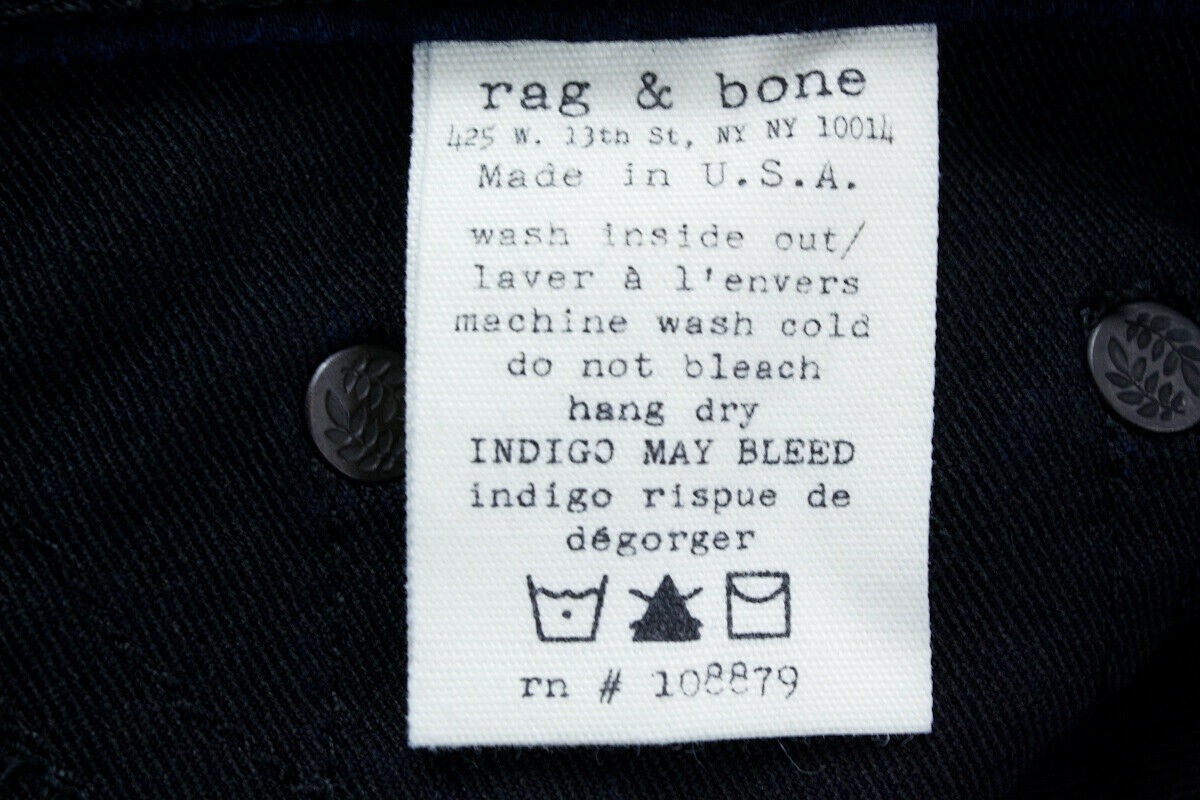 rag & bone
425 W. 13th St, NY NY 10014
Made in U.S.A.
wash inside out/
laver à l'envers
machine wash cold
do not bleach
hang dry
INDIGO MAY BLEED
indigo rispue de
dégorger
rn # 108879